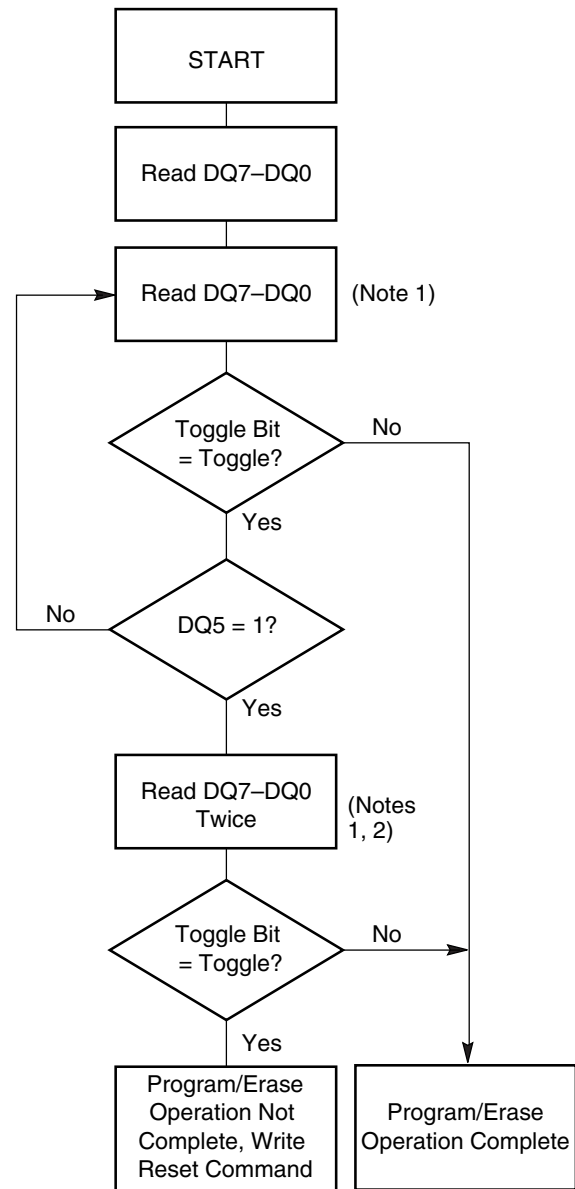 START
Read DQ7–DQ0
Read DQ7–DQ0
(Note 1)
Toggle Bit
= Toggle?
No
Yes
No
DQ5 = 1?
Yes
Read DQ7–DQ0
Twice
(Notes
1, 2)
Toggle Bit
= Toggle?
No
Yes
Program/Erase
Operation Not
Complete, Write
Reset Command
Program/Erase
Operation Complete